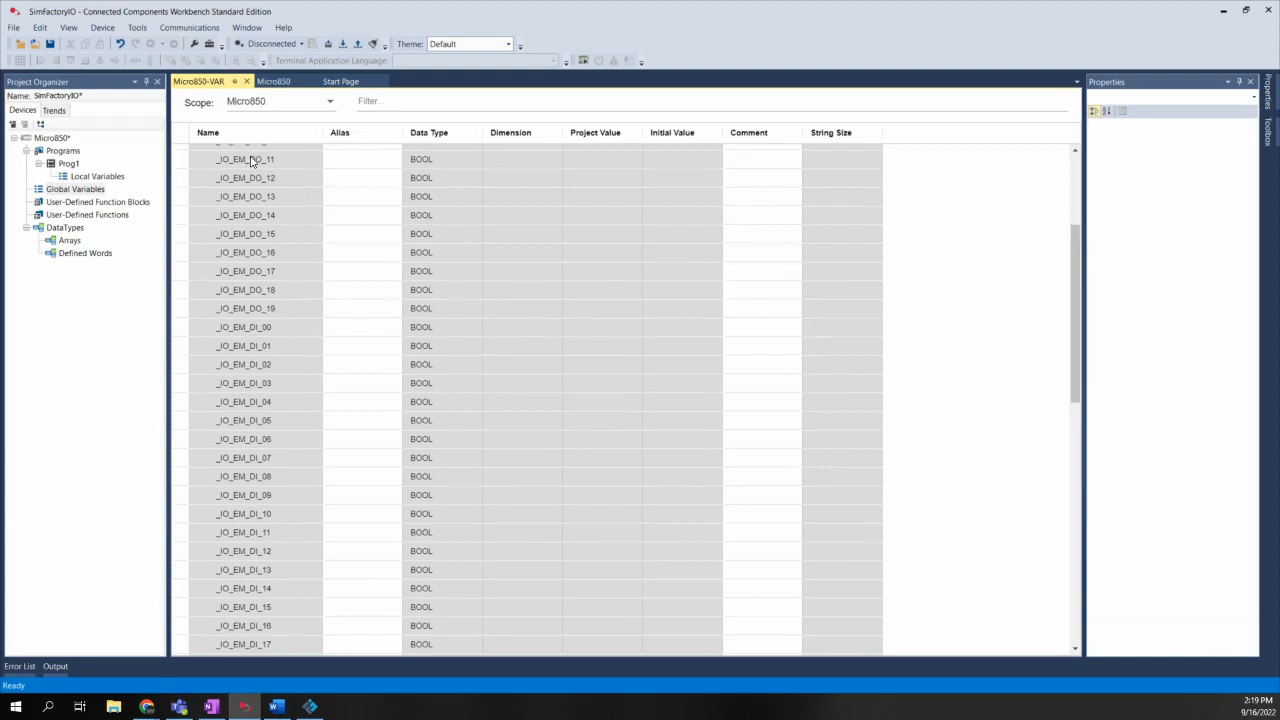 SimFactoryIO - Connected Components Workbench Standard Edition
File Edit View Device Tools Communications Window Help
Disconnected Theme: Default
Terminal Application Language:
Project Organizer
Name: SimFactoryIO*
Devices Trends
Micro850*
Programs
Prog1
Local Variables
Global Variables
User-Defined Function Blocks
User-Defined Functions
DataTypes
Arrays
Defined Words
Micro850-VAR Micro850 Start Page
Scope: Micro850 Filter...
Name Alias Data Type Dimension Project Value Initial Value Comment String Size
_IO_EM_DO_11 BOOL
_IO_EM_DO_12 BOOL
_IO_EM_DO_13 BOOL
_IO_EM_DO_14 BOOL
_IO_EM_DO_15 BOOL
_IO_EM_DO_16 BOOL
_IO_EM_DO_17 BOOL
_IO_EM_DO_18 BOOL
_IO_EM_DO_19 BOOL
_IO_EM_DI_00 BOOL
_IO_EM_DI_01 BOOL
_IO_EM_DI_02 BOOL
_IO_EM_DI_03 BOOL
_IO_EM_DI_04 BOOL
_IO_EM_DI_05 BOOL
_IO_EM_DI_06 BOOL
_IO_EM_DI_07 BOOL
_IO_EM_DI_08 BOOL
_IO_EM_DI_09 BOOL
_IO_EM_DI_10 BOOL
_IO_EM_DI_11 BOOL
_IO_EM_DI_12 BOOL
_IO_EM_DI_13 BOOL
_IO_EM_DI_14 BOOL
_IO_EM_DI_15 BOOL
_IO_EM_DI_16 BOOL
_IO_EM_DI_17 BOOL
Properties
Properties
Toolbox
Error List Output
Ready
2:19 PM
9/16/2022